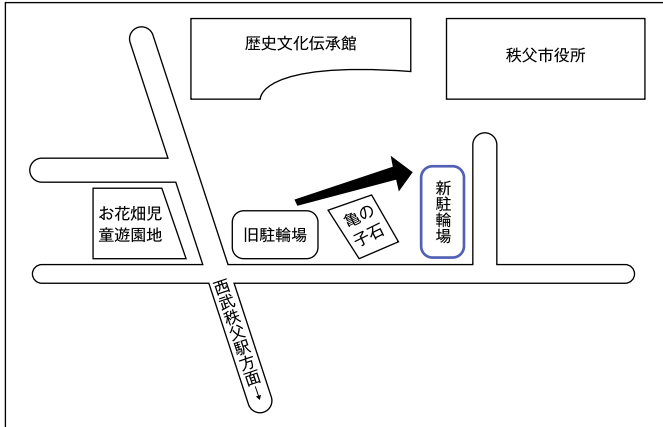 歴史文化伝承館
秩父市役所
お花畑児
童遊園地
旧駐輪場
亀の
子石
新駐輪場
西武秩父駅方面→